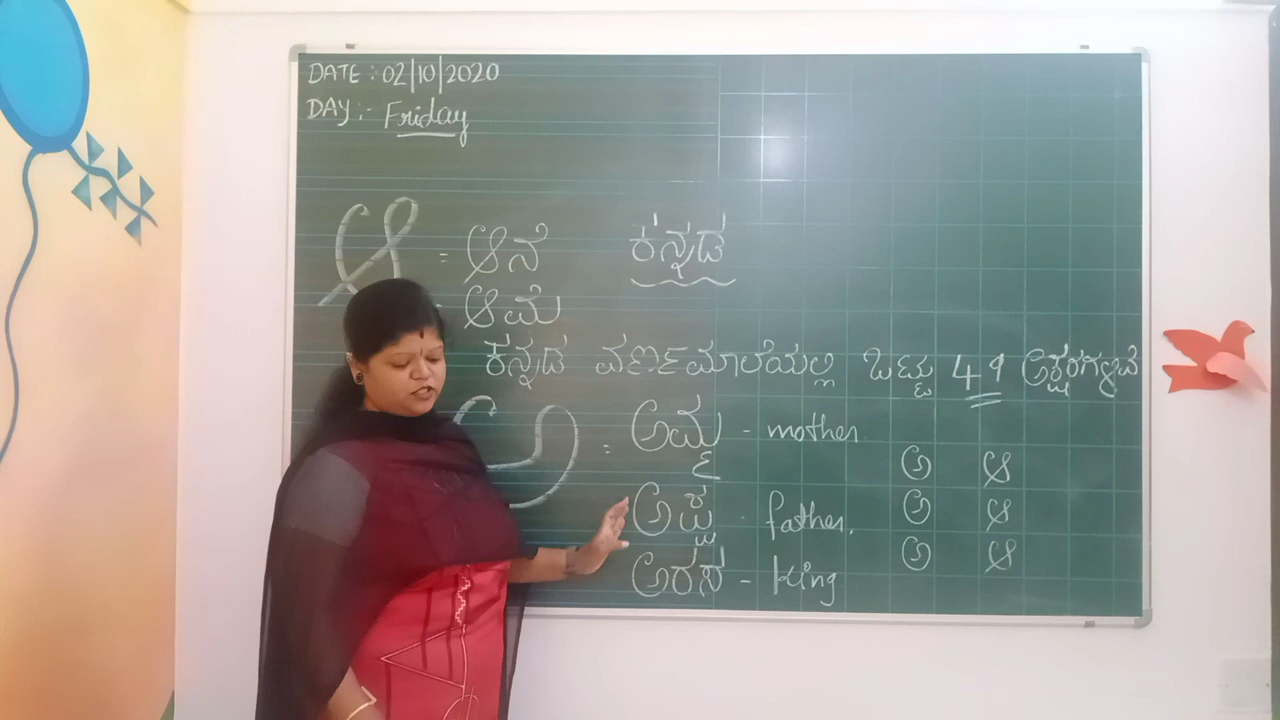 DATE : 02/10/2020
DAY :- Friday
ಆ = ಆನೆ ಕನ್ನಡ
= ಆಮೆ
ಕನ್ನಡ ವರ್ಣಮಾಲೆಯಲ್ಲಿ ಒಟ್ಟು 49 ಅಕ್ಷರಗಳಿವೆ
ಅ = ಅಮ್ಮ - mother
ಅ ಆ
ಅಪ್ಪ - father.
ಅ ಆ
ಅ ಆ
ಅರಸ - King